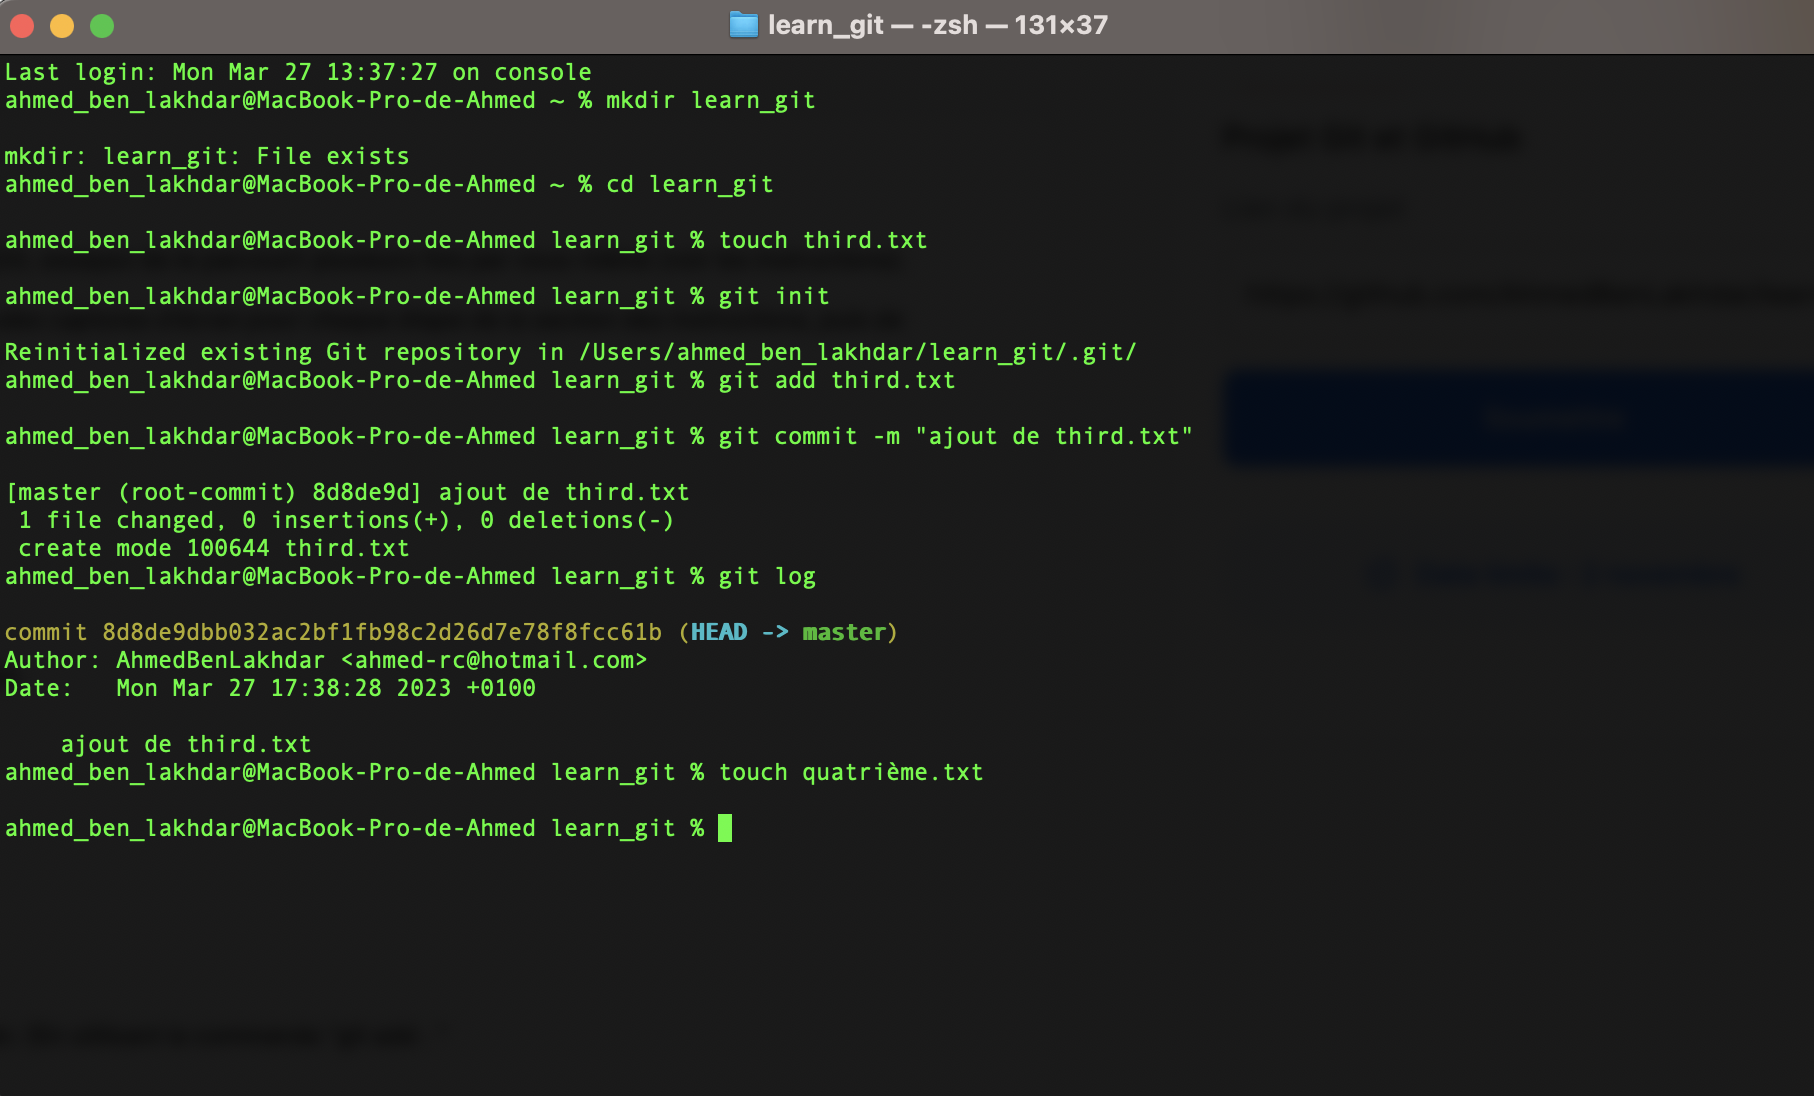 learn_git — -zsh — 131×37
Last login: Mon Mar 27 13:37:27 on console
ahmed_ben_lakhdar@MacBook-Pro-de-Ahmed ~ % mkdir learn_git
mkdir: learn_git: File exists
ahmed_ben_lakhdar@MacBook-Pro-de-Ahmed ~ % cd learn_git
ahmed_ben_lakhdar@MacBook-Pro-de-Ahmed learn_git % touch third.txt
ahmed_ben_lakhdar@MacBook-Pro-de-Ahmed learn_git % git init
Reinitialized existing Git repository in /Users/ahmed_ben_lakhdar/learn_git/.git/
ahmed_ben_lakhdar@MacBook-Pro-de-Ahmed learn_git % git add third.txt
ahmed_ben_lakhdar@MacBook-Pro-de-Ahmed learn_git % git commit -m "ajout de third.txt"
[master (root-commit) 8d8de9d] ajout de third.txt
 1 file changed, 0 insertions(+), 0 deletions(-)
 create mode 100644 third.txt
ahmed_ben_lakhdar@MacBook-Pro-de-Ahmed learn_git % git log
commit 8d8de9dbb032ac2bf1fb98c2d26d7e78f8fcc61b (HEAD -> master)
Author: AhmedBenLakhdar <ahmed-rc@hotmail.com>
Date:   Mon Mar 27 17:38:28 2023 +0100
    ajout de third.txt
ahmed_ben_lakhdar@MacBook-Pro-de-Ahmed learn_git % touch quatrième.txt
ahmed_ben_lakhdar@MacBook-Pro-de-Ahmed learn_git %